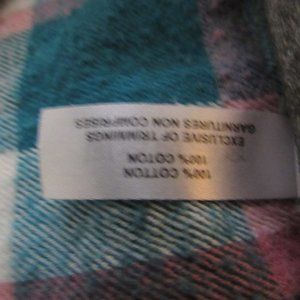 100% COTTON
100% COTON
EXCLUSIVE OF TRIMMINGS
GARNITURES NON COMPRISES